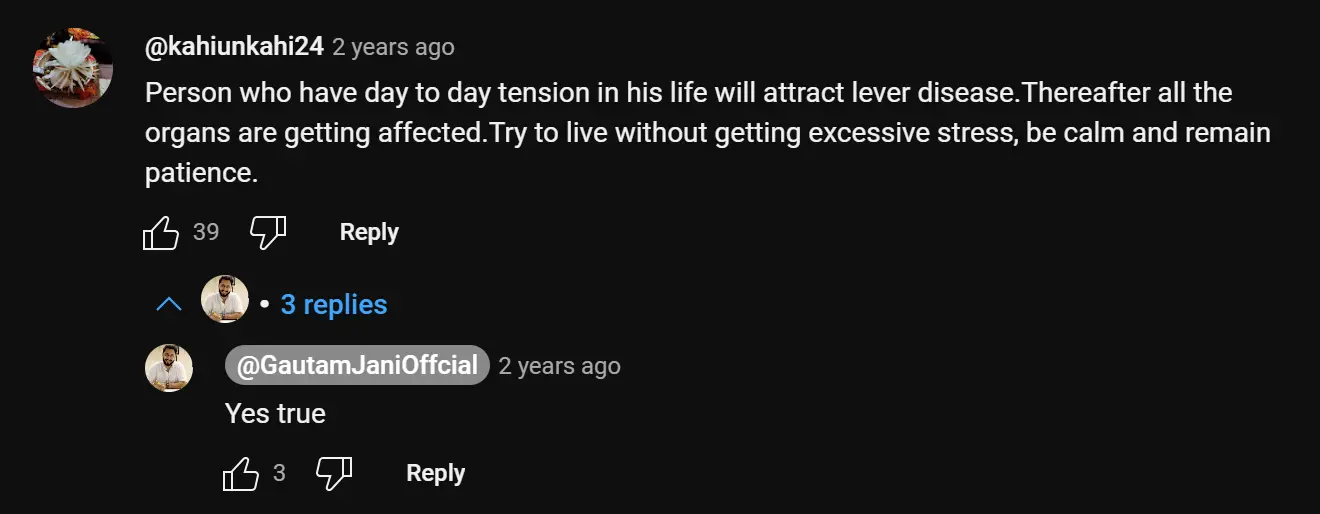 @kahiunkahi24 2 years ago
Person who have day to day tension in his life will attract lever disease.Thereafter all the
organs are getting affected.Try to live without getting excessive stress, be calm and remain
patience.
39 Reply
• 3 replies
@GautamJaniOffcial 2 years ago
Yes true
3 Reply